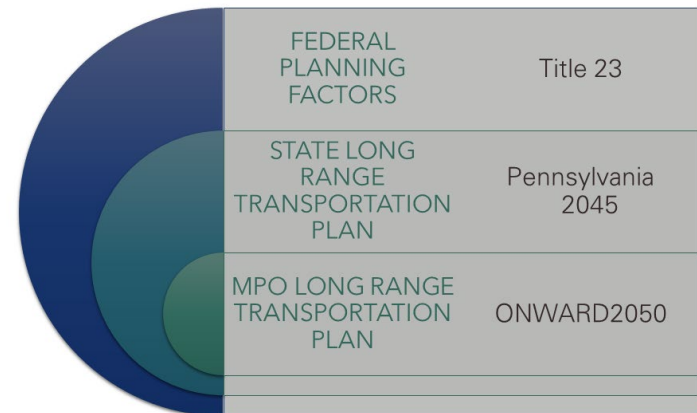 FEDERAL
PLANNING
FACTORS
Title 23
STATE LONG
RANGE
TRANSPORTATION
PLAN
Pennsylvania
2045
MPO LONG RANGE
TRANSPORTATION
PLAN
ONWARD2050